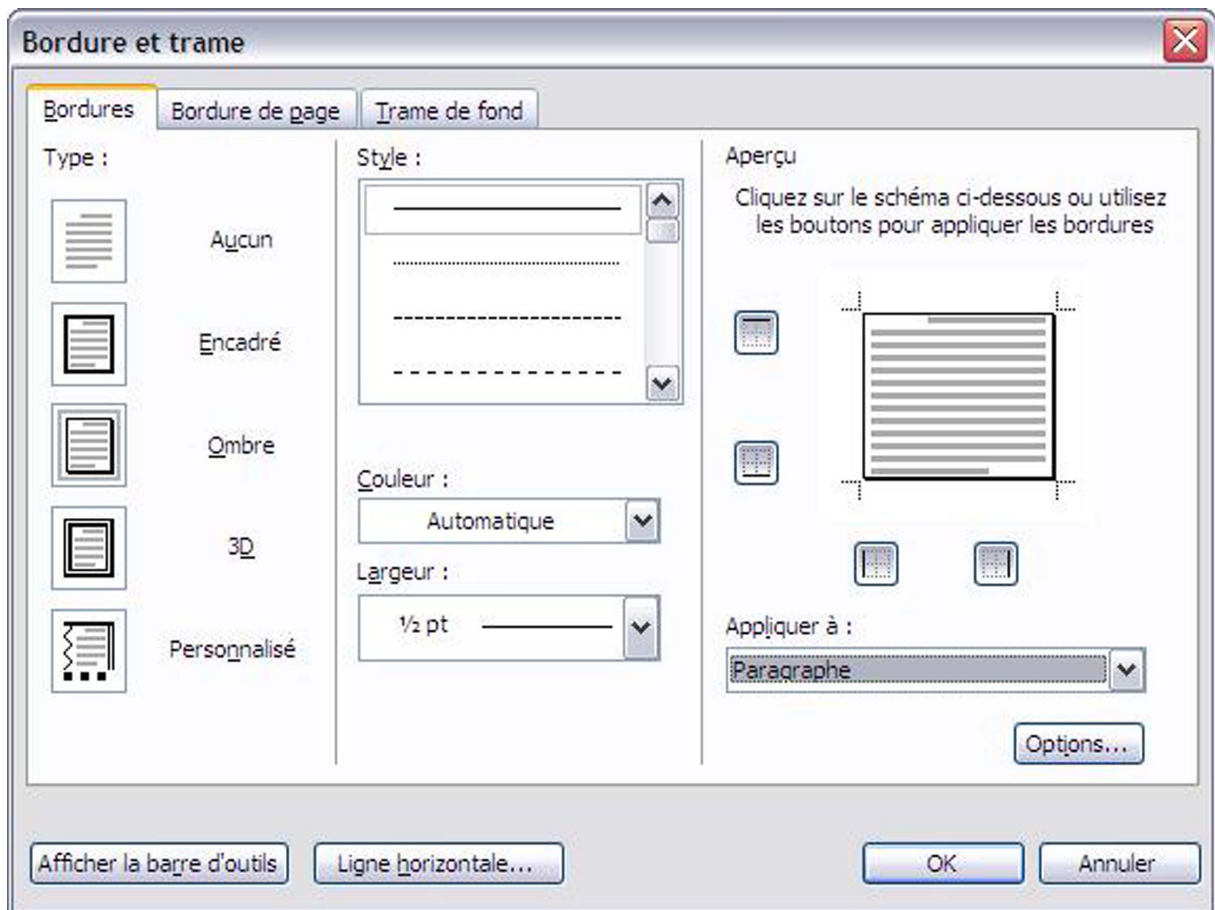 Bordure et trame
Bordures
Bordure de page
Trame de fond
Type :
Aucun
Encadré
Ombre
3D
Personnalisé
Style :
Couleur :
Automatique
Largeur :
½ pt
Aperçu
Cliquez sur le schéma ci-dessous ou utilisez
les boutons pour appliquer les bordures
Appliquer à :
Paragraphe
Options...
Afficher la barre d'outils
Ligne horizontale...
OK
Annuler